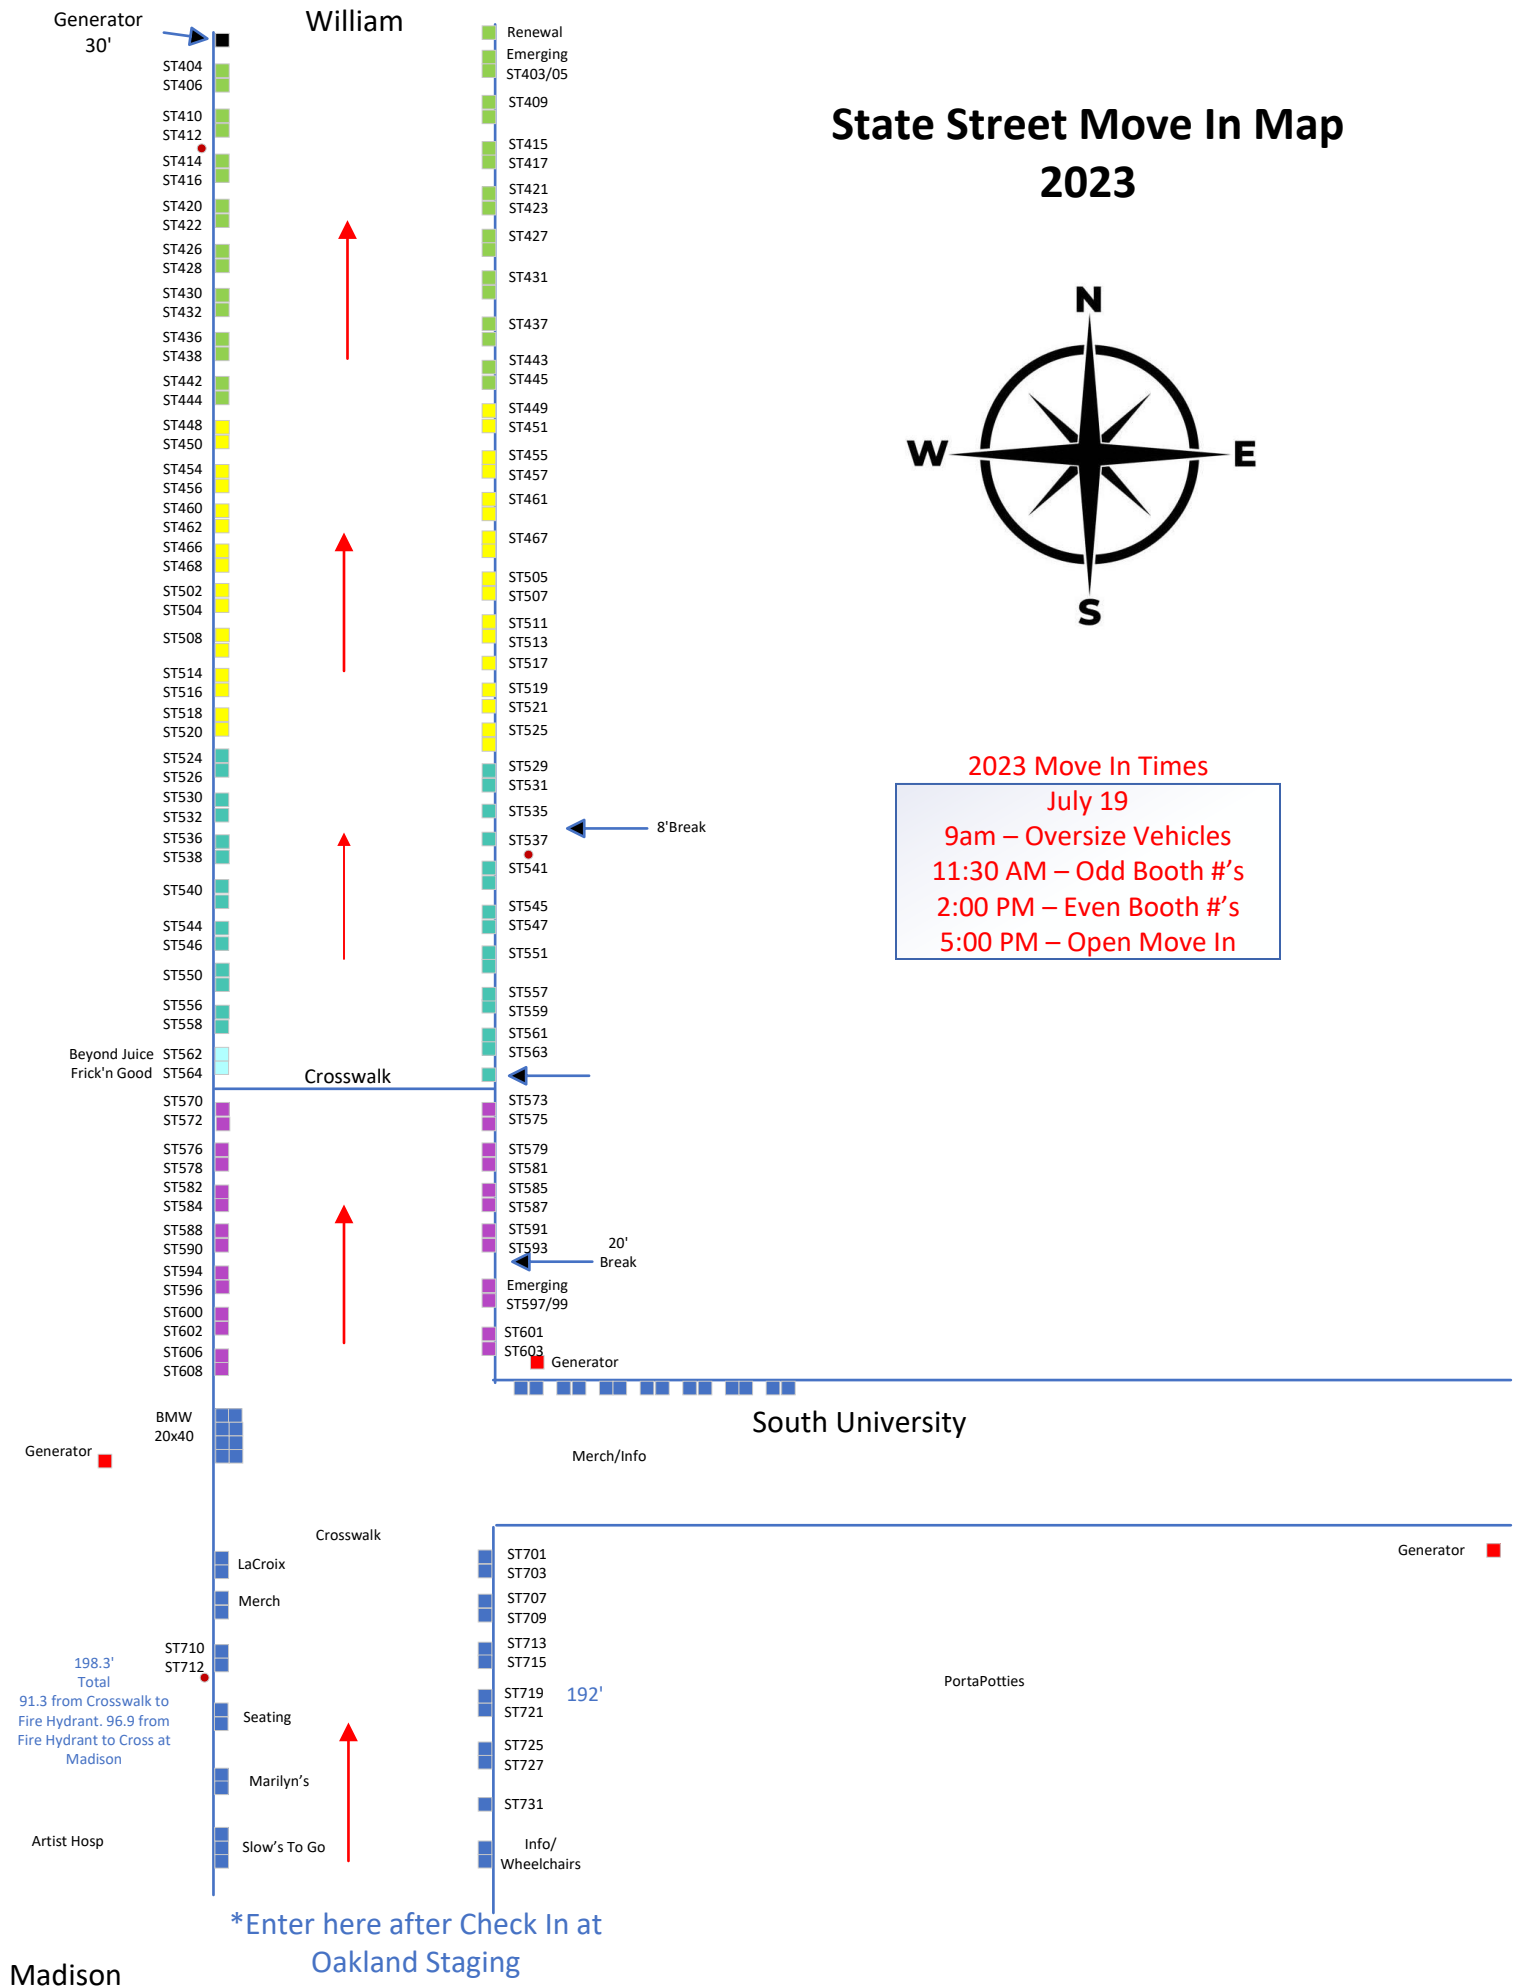 Generator
30'
William
State Street Move In Map
2023
ST404
ST406
ST410
ST412
ST414
ST416
ST420
ST422
ST426
ST428
ST430
ST432
ST436
ST438
ST442
ST444
ST448
ST450
ST454
ST456
ST460
ST462
ST466
ST468
ST502
ST504
ST508
ST514
ST516
ST518
ST520
ST524
ST526
ST530
ST532
ST536
ST538
ST540
ST544
ST546
ST550
ST556
ST558
Beyond Juice ST562
Frick'n Good ST564
Crosswalk
ST570
ST572
ST576
ST578
ST582
ST584
ST588
ST590
ST594
ST596
ST600
ST602
ST606
ST608
BMW
20x40
Generator
Renewal
Emerging
ST403/05
ST409
ST415
ST417
ST421
ST423
ST427
ST431
ST437
ST443
ST445
ST449
ST451
ST455
ST457
ST461
ST467
ST505
ST507
ST511
ST513
ST517
ST519
ST521
ST525
ST529
ST531
ST535
8'Break
ST537
ST541
ST545
ST547
ST551
ST557
ST559
ST561
ST563
ST573
ST575
ST579
ST581
ST585
ST587
ST591
ST593
20'
Break
Emerging
ST597/99
ST601
ST603
Generator
N
W
E
S
2023 Move In Times
July 19
9am – Oversize Vehicles
11:30 AM – Odd Booth #'s
2:00 PM – Even Booth #'s
5:00 PM – Open Move In
South University
Merch/Info
Crosswalk
LaCroix
Merch
ST710
ST712
198.3'
Total
91.3 from Crosswalk to
Fire Hydrant. 96.9 from
Fire Hydrant to Cross at
Madison
Seating
Marilyn's
Artist Hosp
Slow's To Go
ST701
ST703
ST707
ST709
ST713
ST715
ST719
ST721
192'
ST725
ST727
ST731
Info/
Wheelchairs
Generator
PortaPotties
*Enter here after Check In at
Oakland Staging
Madison